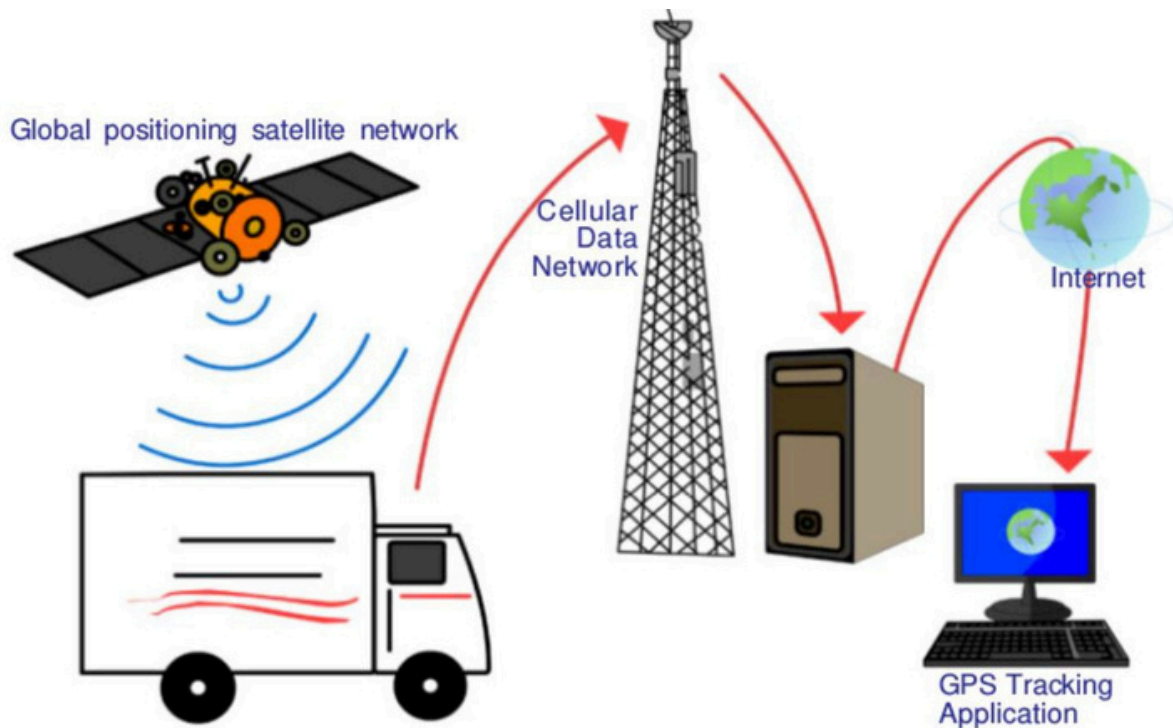 Global positioning satellite network
Cellular
Data
Network
Internet
GPS Tracking
Application